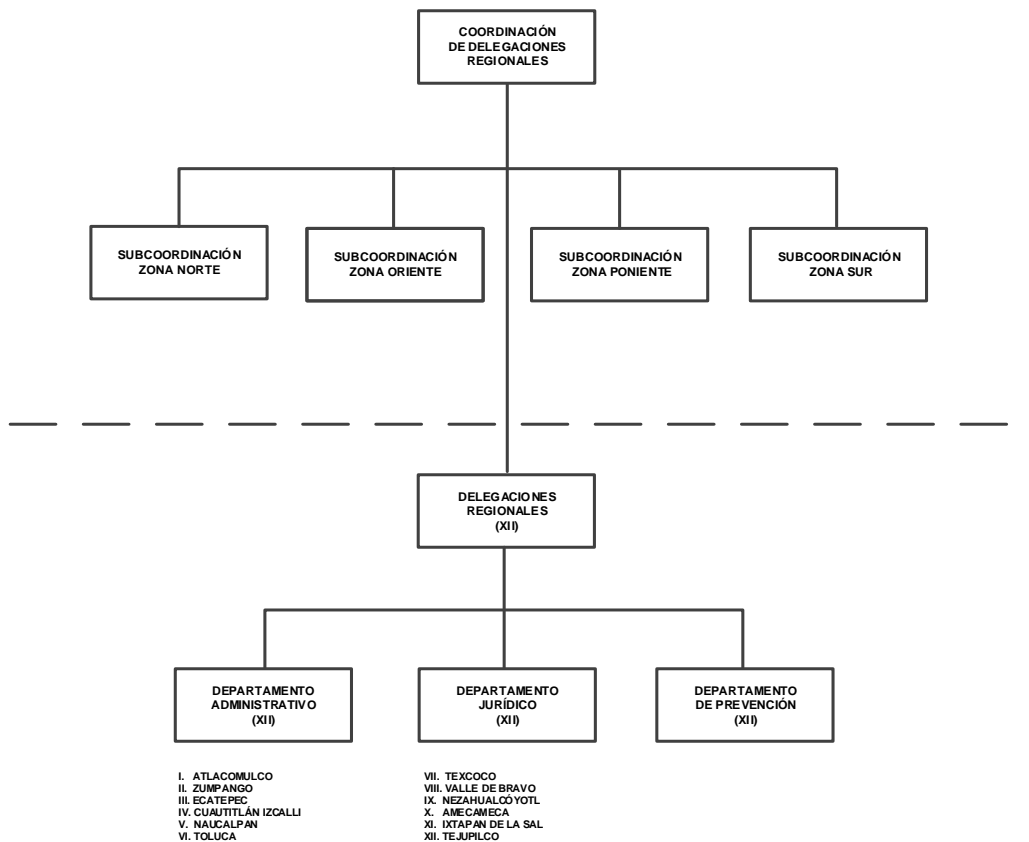 COORDINACIÓN
DE DELEGACIONES
REGIONALES
SUBCOORDINACIÓN
ZONA NORTE
SUBCOORDINACIÓN
ZONA ORIENTE
SUBCOORDINACIÓN
ZONA PONIENTE
SUBCOORDINACIÓN
ZONA SUR
DELEGACIONES
REGIONALES
(XII)
DEPARTAMENTO
ADMINISTRATIVO
(XII)
DEPARTAMENTO
JURÍDICO
(XII)
DEPARTAMENTO
DE PREVENCIÓN
(XII)
I. ATLACOMULCO
II. ZUMPANGO
III. ECATEPEC
IV. CUAUTITLÁN IZCALLI
V. NAUCALPAN
VI. TOLUCA
VII. TEXCOCO
VIII. VALLE DE BRAVO
IX. NEZAHUALCÓYOTL
X. AMECAMECA
XI. IXTAPAN DE LA SAL
XII. TEJUPILCO